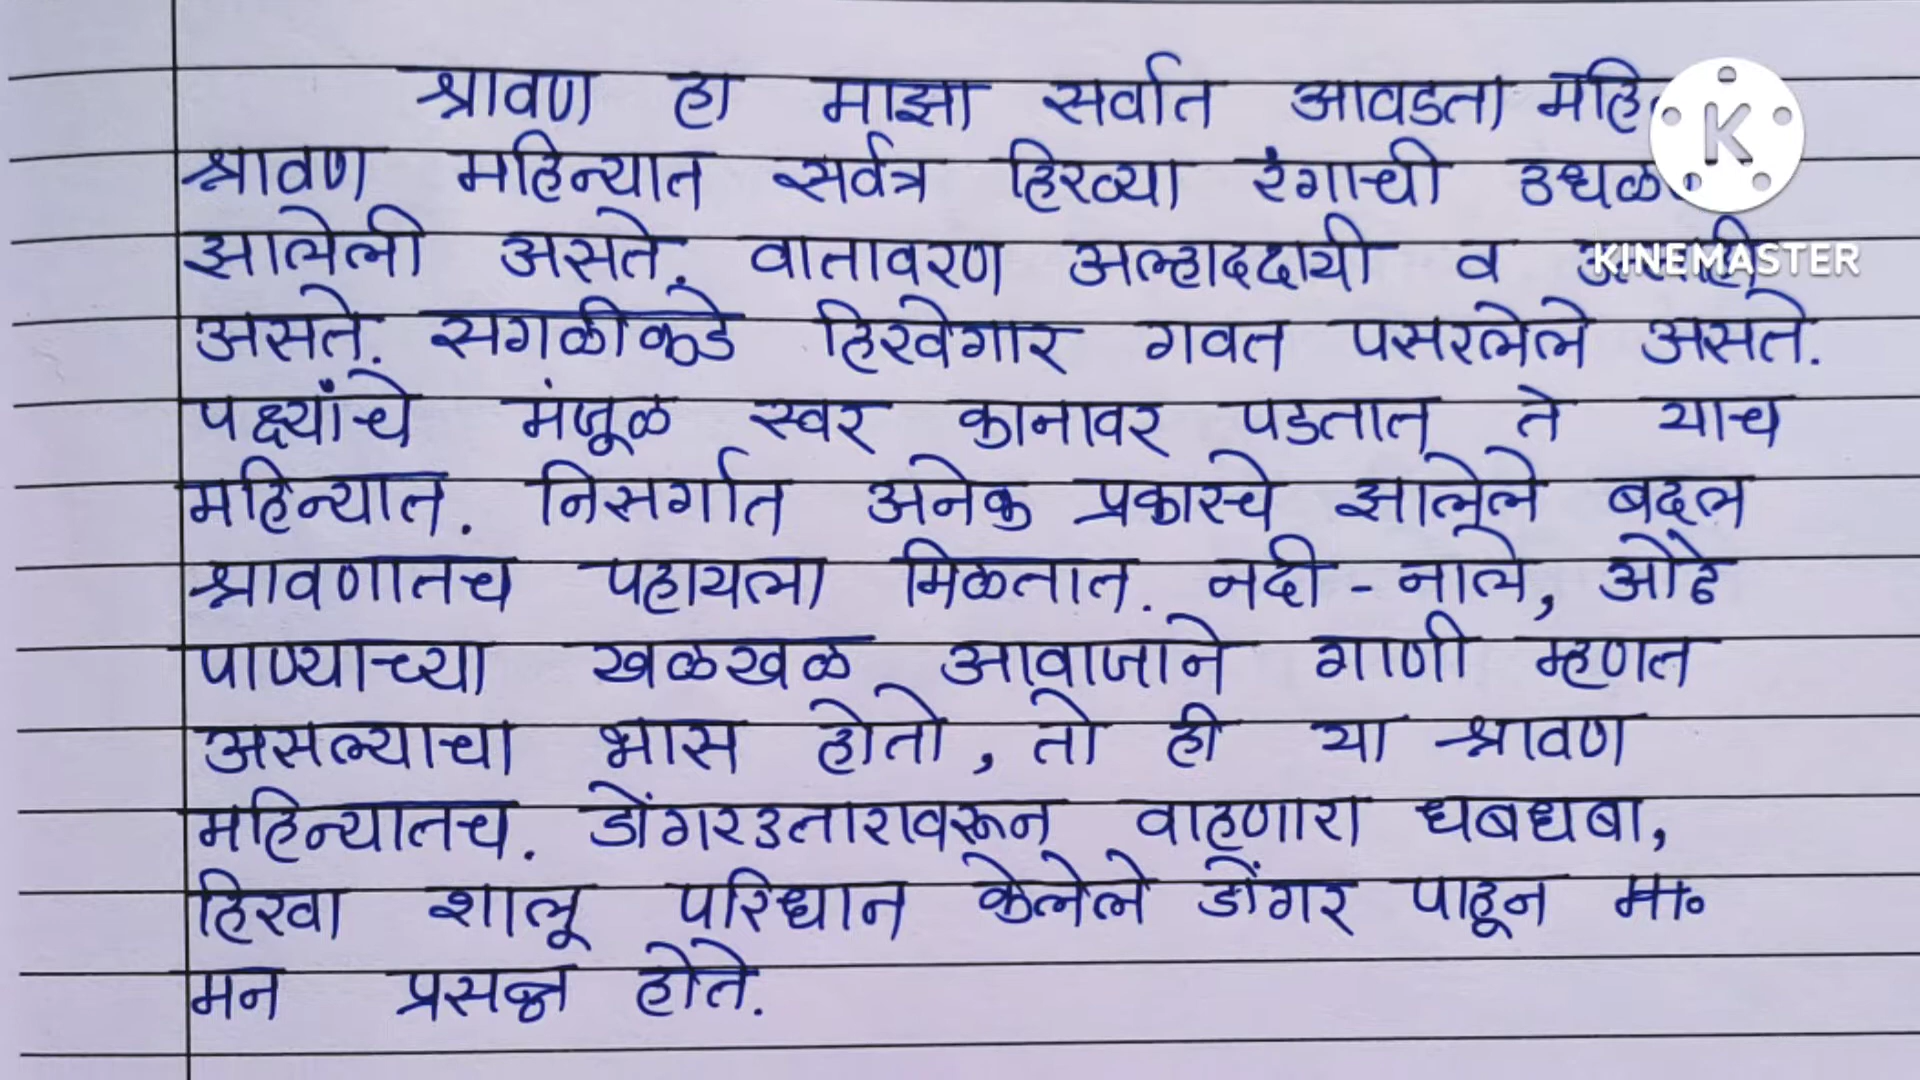 श्रावण हा माझा सर्वात आवडता
श्रावण महिन्यात सर्वत्र हिरव्या रंगाची
झालेली असते. वातावरण अल्हाददायी व
असते. सगळीकडे हिरवेगार गवत पसरलेले असते.
पक्ष्यांचे मंजूळ स्वर कानावर पडतात ते याच
महिन्यात. निसर्गात अनेक प्रकारचे झालेले बदल
श्रावणातच पहायला मिळतात. नदी - नाले, ओढे
पाण्याच्या खळखळ आवाजाने गाणी म्हणत
असल्याचा भास होतो, तो ही या श्रावण
महिन्यातच. डोंगरउतारावरून वाहणारा धबधबा,
हिरवा शालू परिधान केलेले डोंगर पाहून
मन प्रसन्न होते.
K
KINEMASTER